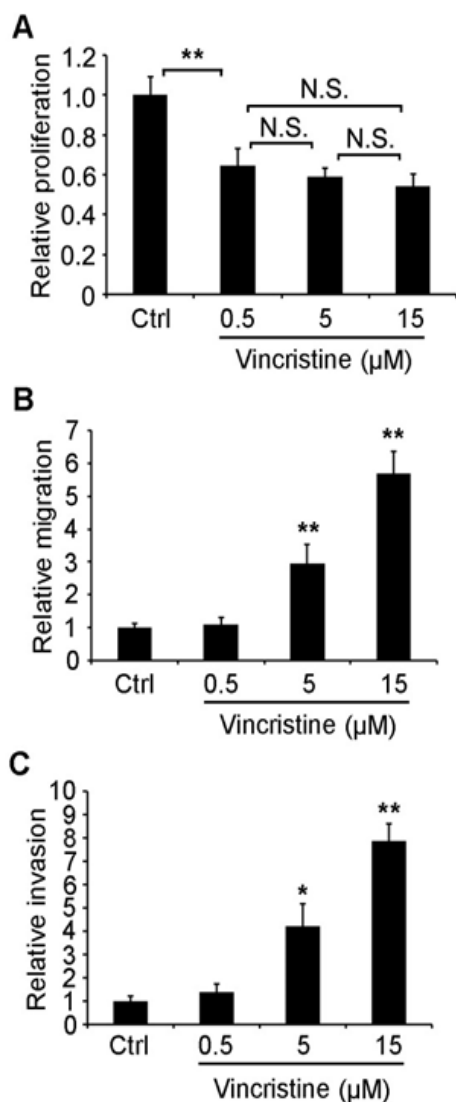 A
Relative proliferation
1.2
1.0
0.8
0.6
0.4
0.2
0
**
N.S.
N.S.
N.S.
Ctrl 0.5 5 15
Vincristine (µM)
B
Relative migration
7
6
5
4
3
2
1
0
**
**
Ctrl 0.5 5 15
Vincristine (µM)
C
Relative invasion
10
9
8
7
6
5
4
3
2
1
0
**
*
Ctrl 0.5 5 15
Vincristine (µM)